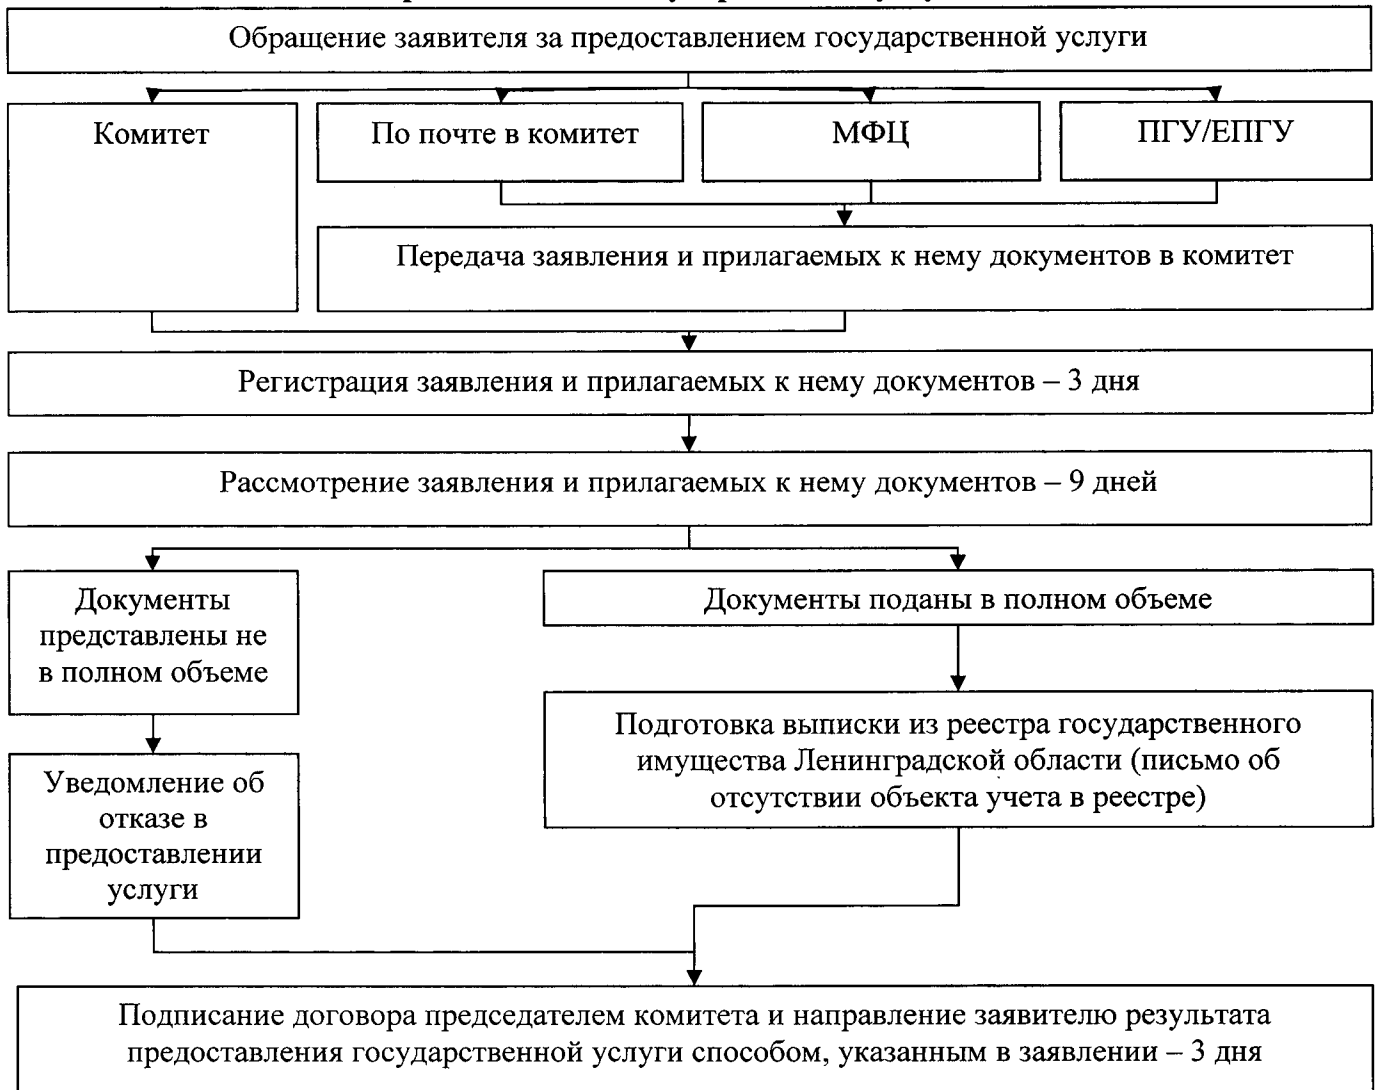 Обращение заявителя за предоставлением государственной услуги
Комитет
По почте в комитет
МФЦ
ПГУ/ЕПГУ
Передача заявления и прилагаемых к нему документов в комитет
Регистрация заявления и прилагаемых к нему документов – 3 дня
Рассмотрение заявления и прилагаемых к нему документов – 9 дней
Документы
представлены не
в полном объеме
Документы поданы в полном объеме
Уведомление об
отказе в
предоставлении
услуги
Подготовка выписки из реестра государственного
имущества Ленинградской области (письмо об
отсутствии объекта учета в реестре)
Подписание договора председателем комитета и направление заявителю результата
предоставления государственной услуги способом, указанным в заявлении – 3 дня